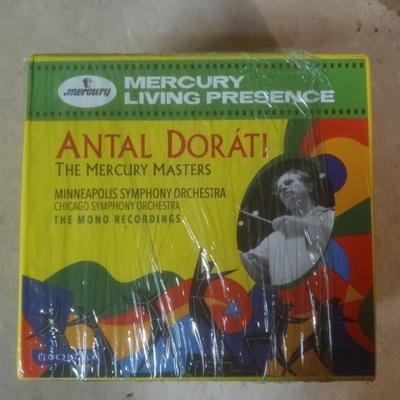 mercury
MERCURY
LIVING PRESENCE
ANTAL DORÁTI
THE MERCURY MASTERS
MINNEAPOLIS SYMPHONY ORCHESTRA
CHICAGO SYMPHONY ORCHESTRA
THE MONO RECORDINGS